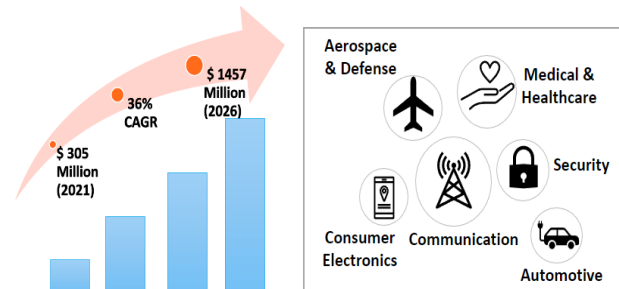 $ 1457
Million
(2026)
36%
CAGR
$ 305
Million
(2021)
Aerospace
& Defense
Medical &
Healthcare
Security
Consumer
Electronics
Communication
Automotive